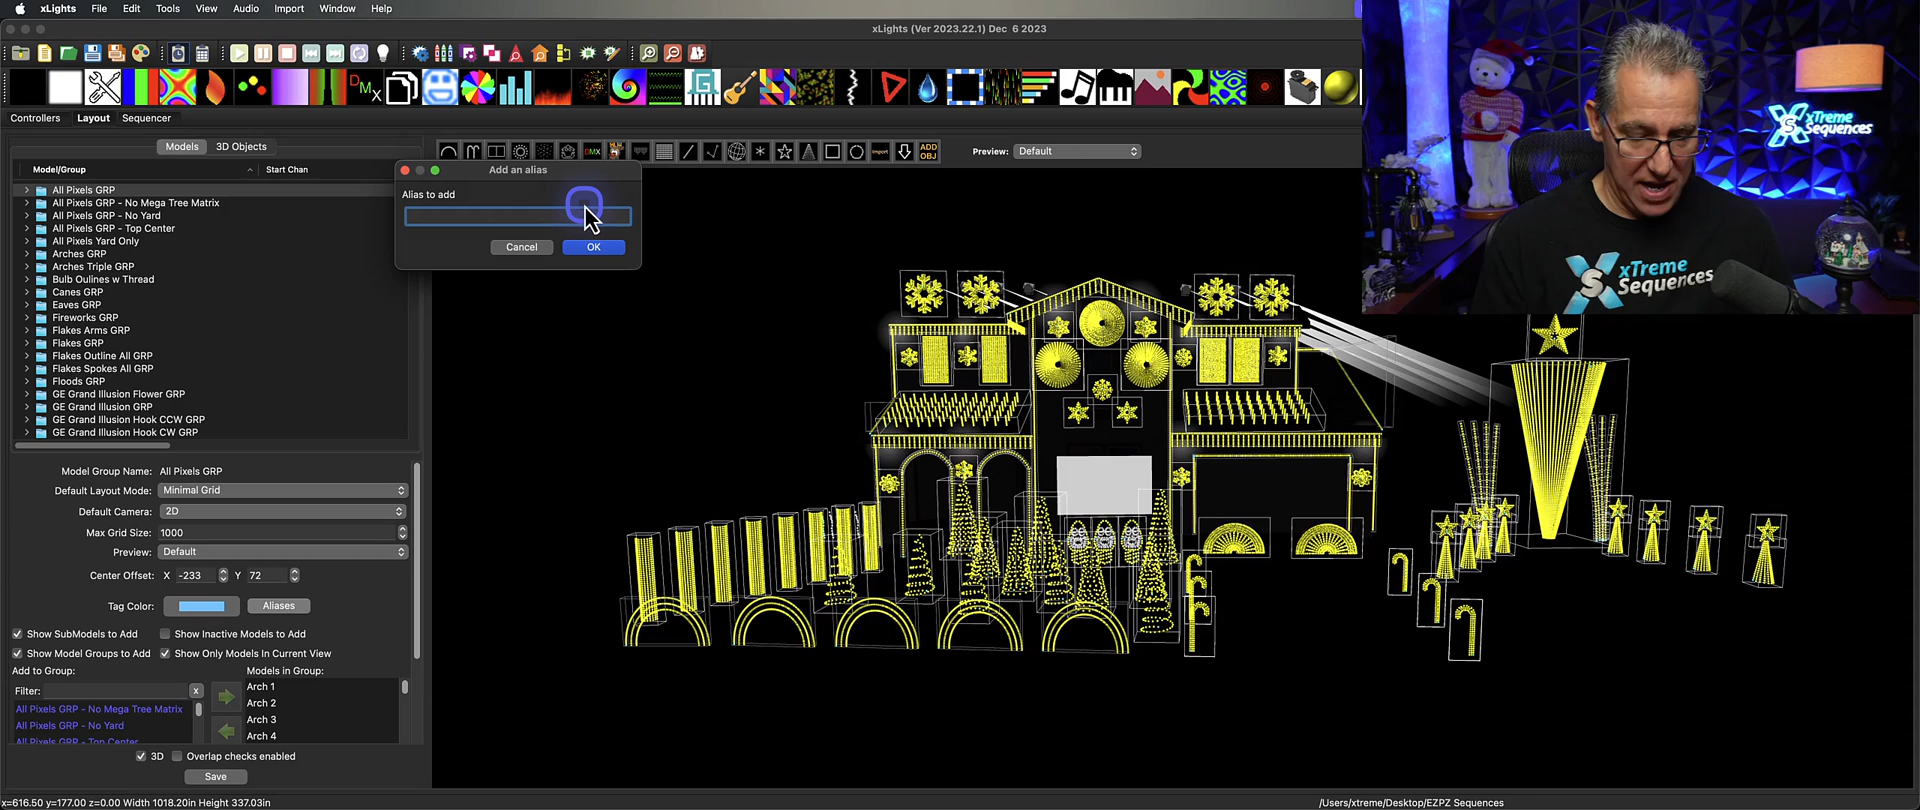 xLights File Edit Tools View Audio Import Window Help
xLights (Ver 2023.22.1) Dec 6 2023
DMX
Controllers Layout Sequencer
Models 3D Objects
DMX
Import
ADD OBJ
Preview: Default
Model/Group Start Chan
Add an alias
Alias to add
Cancel OK
All Pixels GRP
All Pixels GRP - No Mega Tree Matrix
All Pixels GRP - No Yard
All Pixels GRP - Top Center
All Pixels Yard Only
Arches GRP
Arches Triple GRP
Bulb Oulines w Thread
Canes GRP
Eaves GRP
Fireworks GRP
Flakes Arms GRP
Flakes GRP
Flakes Outline All GRP
Flakes Spokes All GRP
Floods GRP
GE Grand Illusion Flower GRP
GE Grand Illusion GRP
GE Grand Illusion Hook CCW GRP
GE Grand Illusion Hook CW GRP
Model Group Name: All Pixels GRP
Default Layout Mode: Minimal Grid
Default Camera: 2D
Max Grid Size: 1000
Preview: Default
Center Offset: X -233 Y 72
Tag Color: Aliases
Show SubModels to Add Show Inactive Models to Add
Show Model Groups to Add Show Only Models In Current View
Add to Group: Models in Group:
Filter: x
Arch 1
Arch 2
Arch 3
Arch 4
All Pixels GRP - No Mega Tree Matrix
All Pixels GRP - No Yard
All Pixels GRP - Top Center
3D Overlap checks enabled
Save
x=616.50 y=177.00 z=0.00 Width 1018.20in Height 337.03in
/Users/xtreme/Desktop/EZPZ Sequences
xTreme
Sequences
xTreme
Sequences